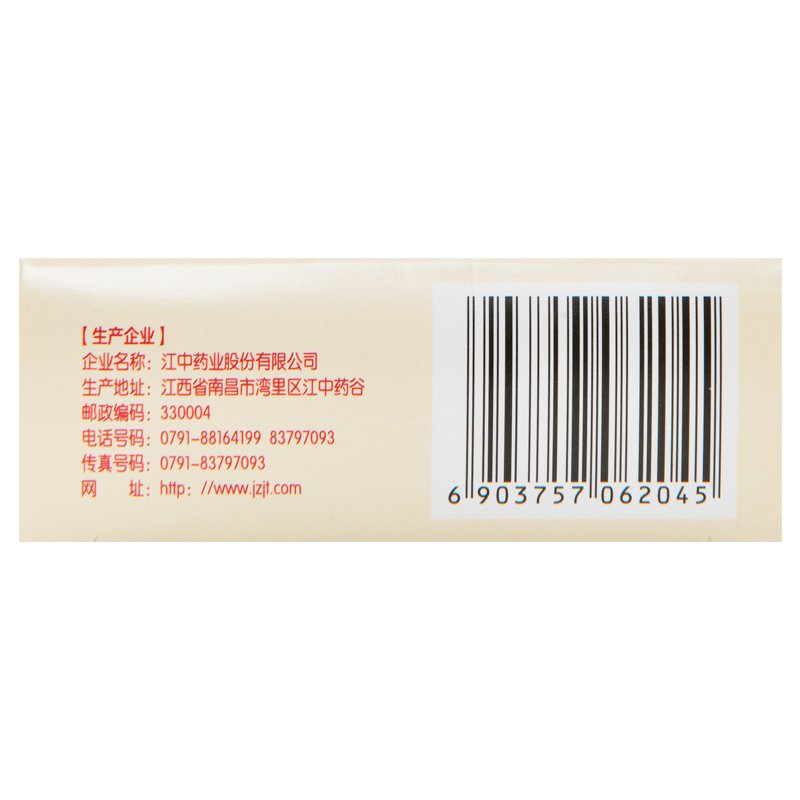 【生产企业】
企业名称：江中药业股份有限公司
生产地址：江西省南昌市湾里区江中药谷
邮政编码：330004
电话号码：0791-88164199 83797093
传真号码：0791-83797093
网 址：http：//www.jzjt.com
6 903757 062045